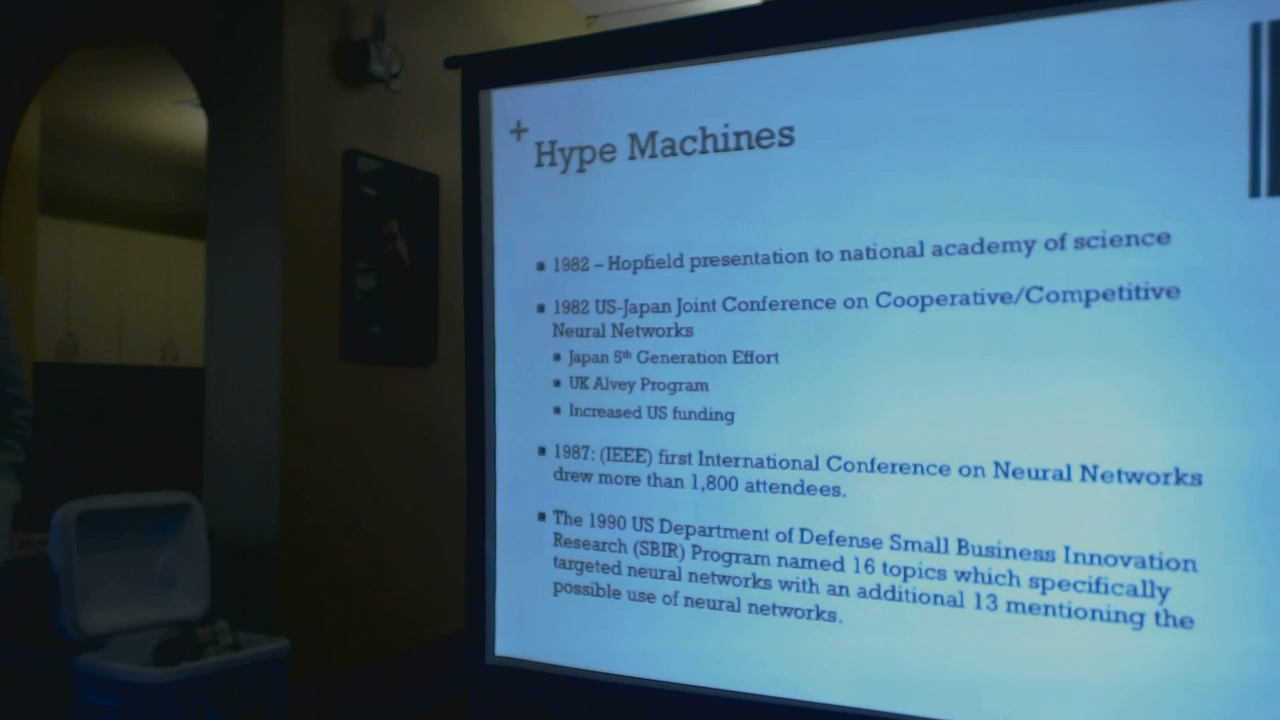 +
Hype Machines
▪ 1982 – Hopfield presentation to national academy of science
▪ 1982 US-Japan Joint Conference on Cooperative/Competitive
Neural Networks
▪ Japan 5th Generation Effort
▪ UK Alvey Program
▪ Increased US funding
▪ 1987: (IEEE) first International Conference on Neural Networks
drew more than 1,800 attendees.
▪ The 1990 US Department of Defense Small Business Innovation
Research (SBIR) Program named 16 topics which specifically
targeted neural networks with an additional 13 mentioning the
possible use of neural networks.